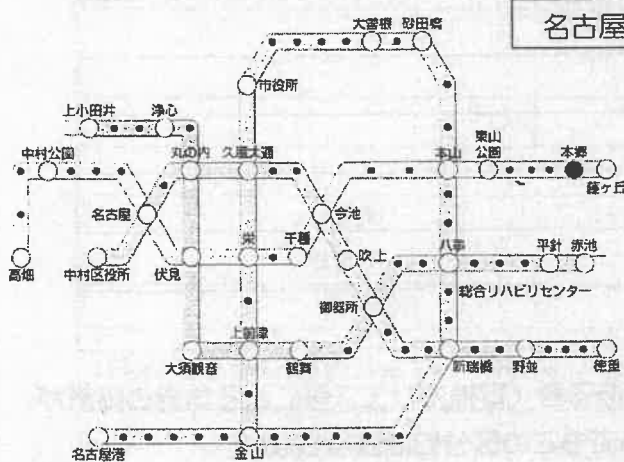 名古屋
大曽根 砂田橋
市役所
上小田井 浄心
中村公園 丸の内 久屋大通 本山 東山公園 本郷
藤ヶ丘
名古屋 今池
栄 千種 吹上 八事 平針 赤池
高畑 中村区役所 伏見
総合リハビリセンター
御器所
上前津
大須観音 鶴舞 新瑞橋 野並 徳重
名古屋港 金山